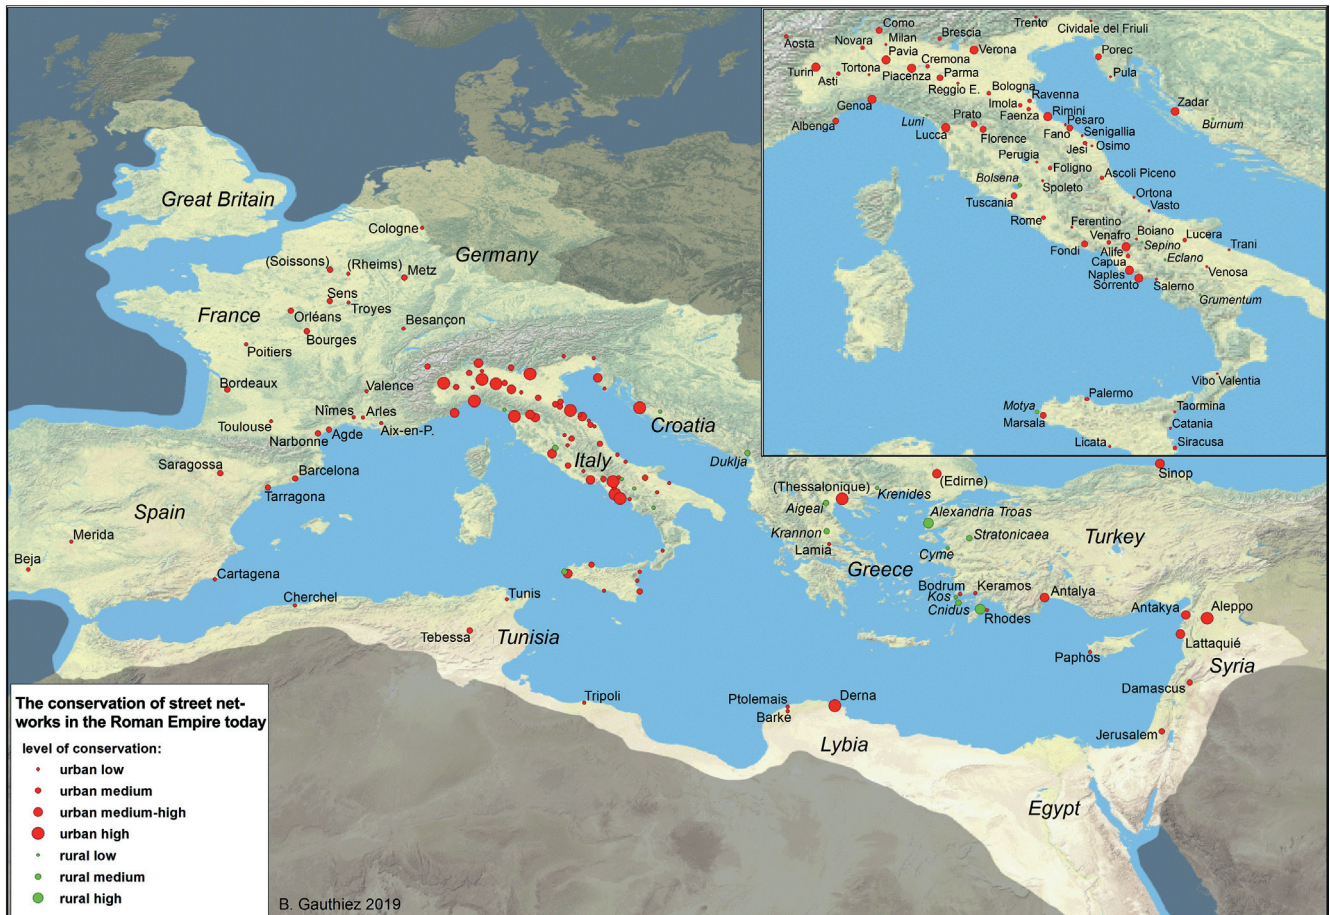 Great Britain
Cologne
Germany
(Soissons)
(Rheims)
Metz
Sens
Troyes
France
Orléans
Besançon
Bourges
Poitiers
Bordeaux
Valence
Nîmes
Arles
Toulouse
Agde
Aix-en-P.
Narbonne
Saragossa
Barcelona
Tarragona
Spain
Merida
Beja
Cartagena
Cherchel
Tunis
Tebessa
Tunisia
Croatia
Italy
Duklja
(Thessalonique)
Krenides
(Edirne)
Sinop
Aigeai
Alexandria Troas
Krannon
Stratonicaea
Turkey
Lamia
Cyme
Greece
Bodrum
Keramos
Kos
Cnidus
Rhodes
Antalya
Antakya
Aleppo
Lattaquié
Paphos
Syria
Damascus
Tripoli
Ptolemais
Derna
Barké
Jerusalem
Lybia
Egypt
Como
Trento
Cividale del Friuli
Aosta
Novara
Milan
Brescia
Pavia
Verona
Porec
Turin
Tortona
Cremona
Asti
Piacenza
Parma
Pula
Reggio E.
Bologna
Genoa
Imola
Ravenna
Zadar
Albenga
Luni
Prato
Faenza
Rimini
Burnum
Lucca
Florence
Fano
Pesaro
Senigallia
Jesi
Osimo
Perugia
Foligno
Bolsena
Spoleto
Ascoli Piceno
Tuscania
Ortona
Vasto
Rome
Ferentino
Boiano
Venafro
Sepino
Lucera
Fondi
Alife
Eclano
Trani
Capua
Naples
Venosa
Sorrento
Salerno
Grumentum
Vibo Valentia
Palermo
Motya
Taormina
Marsala
Catania
Licata
Siracusa
The conservation of street net-
works in the Roman Empire today
level of conservation:
urban low
urban medium
urban medium-high
urban high
rural low
rural medium
rural high
B. Gauthiez 2019